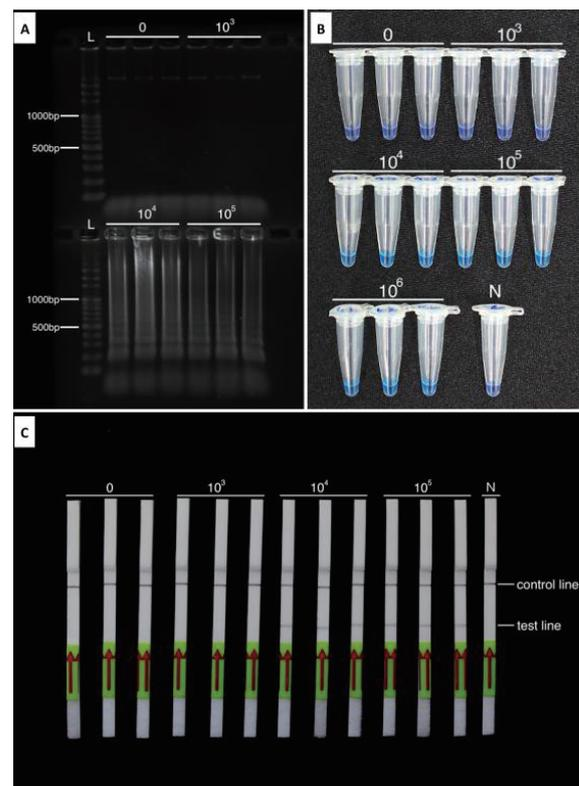 A
L 0 10³
1000bp
500bp
L 10⁴ 10⁵
1000bp
500bp
B
0 10³
10⁴ 10⁵
10⁶ N
C
0 10³ 10⁴ 10⁵ N
control line
test line